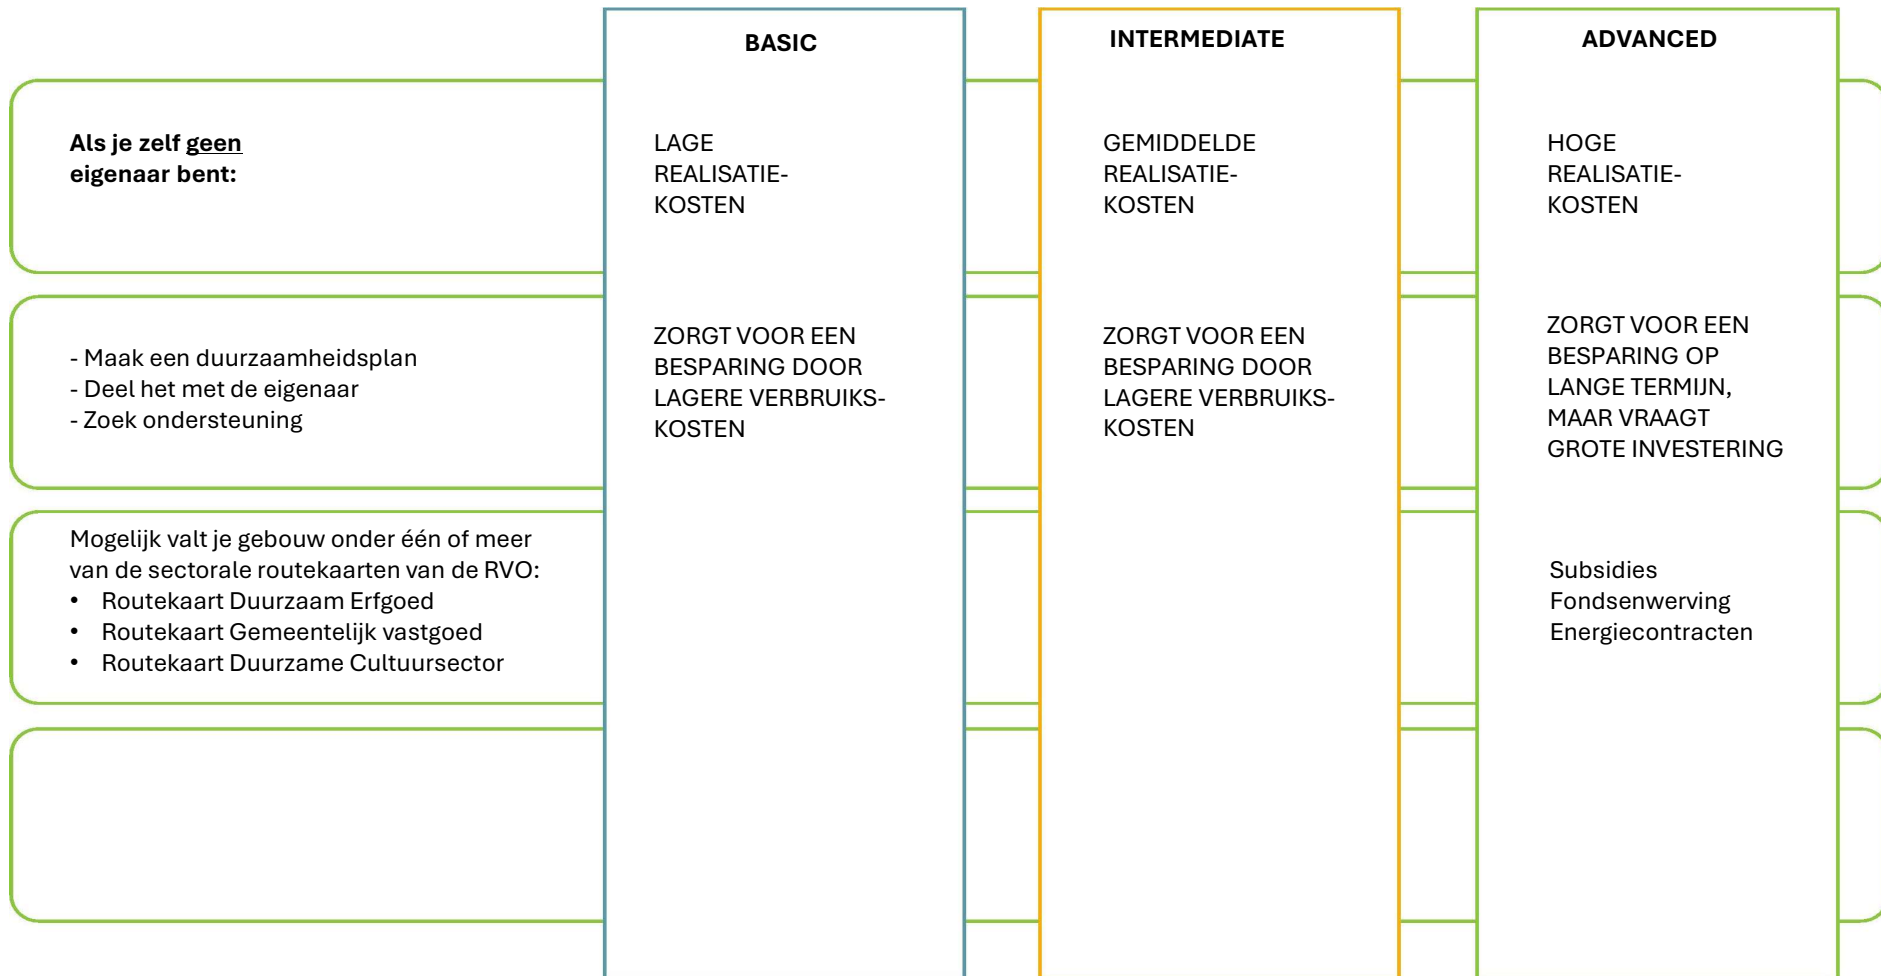 BASIC
INTERMEDIATE
ADVANCED
Als je zelf geen
eigenaar bent:
LAGE
REALISATIE-
KOSTEN
GEMIDDELDE
REALISATIE-
KOSTEN
HOGE
REALISATIE-
KOSTEN
- Maak een duurzaamheidsplan
- Deel het met de eigenaar
- Zoek ondersteuning
ZORGT VOOR EEN
BESPARING DOOR
LAGERE VERBRUIKS-
KOSTEN
ZORGT VOOR EEN
BESPARING DOOR
LAGERE VERBRUIKS-
KOSTEN
ZORGT VOOR EEN
BESPARING OP
LANGE TERMIJN,
MAAR VRAAGT
GROTE INVESTERING
Mogelijk valt je gebouw onder één of meer
van de sectorale routekaarten van de RVO:
• Routekaart Duurzaam Erfgoed
• Routekaart Gemeentelijk vastgoed
• Routekaart Duurzame Cultuursector
Subsidies
Fondsenwerving
Energiecontracten